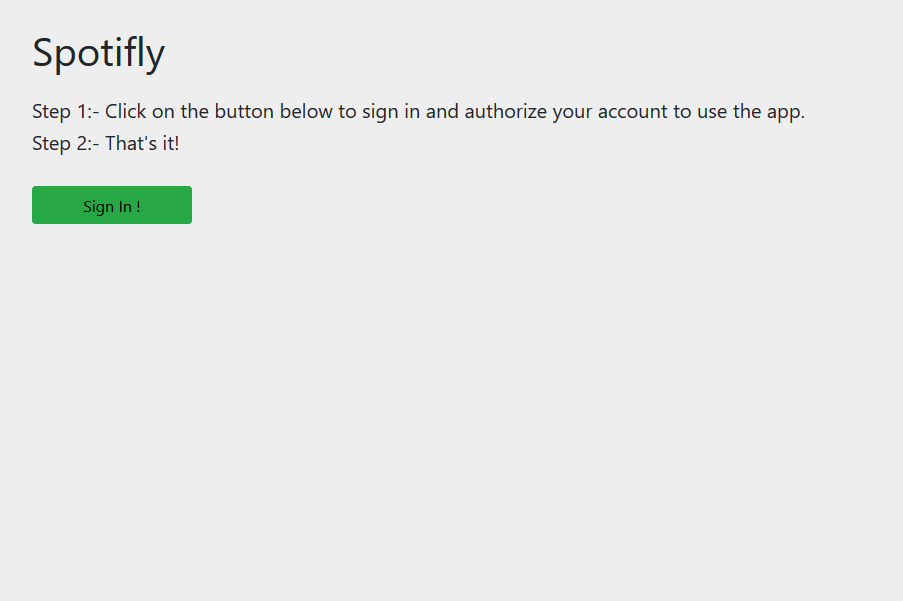 Spotifly
Step 1:- Click on the button below to sign in and authorize your account to use the app.
Step 2:- That's it!
Sign In !